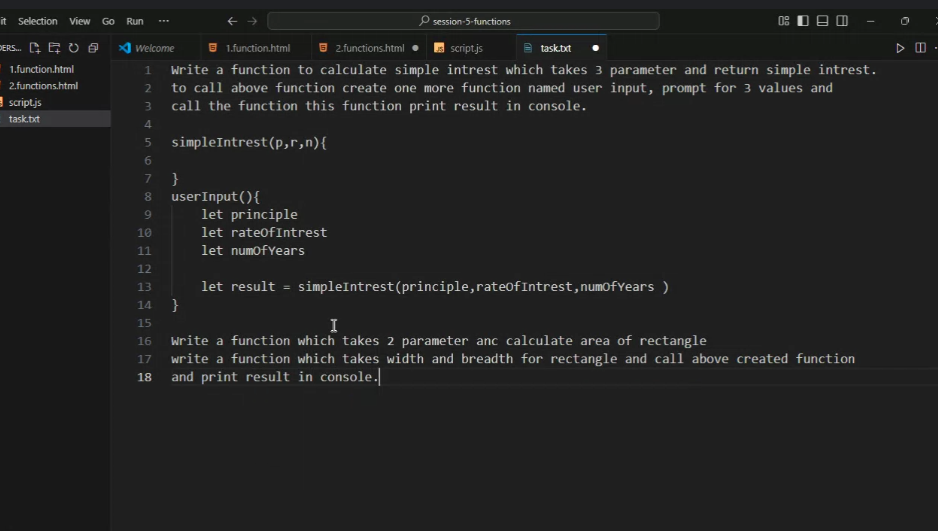 it Selection View Go Run ···
session-5-functions
DERS...
Welcome
1.function.html
2.functions.html
script.js
task.txt
1.function.html
2.functions.html
script.js
task.txt
1 Write a function to calculate simple intrest which takes 3 parameter and return simple intrest.
2 to call above function create one more function named user input, prompt for 3 values and
3 call the function this function print result in console.
4
5 simpleIntrest(p,r,n){
6
7 }
8 userInput(){
9 let principle
10 let rateOfIntrest
11 let numOfYears
12
13 let result = simpleIntrest(principle,rateOfIntrest,numOfYears )
14 }
15
16 Write a function which takes 2 parameter anc calculate area of rectangle
17 write a function which takes width and breadth for rectangle and call above created function
18 and print result in console.